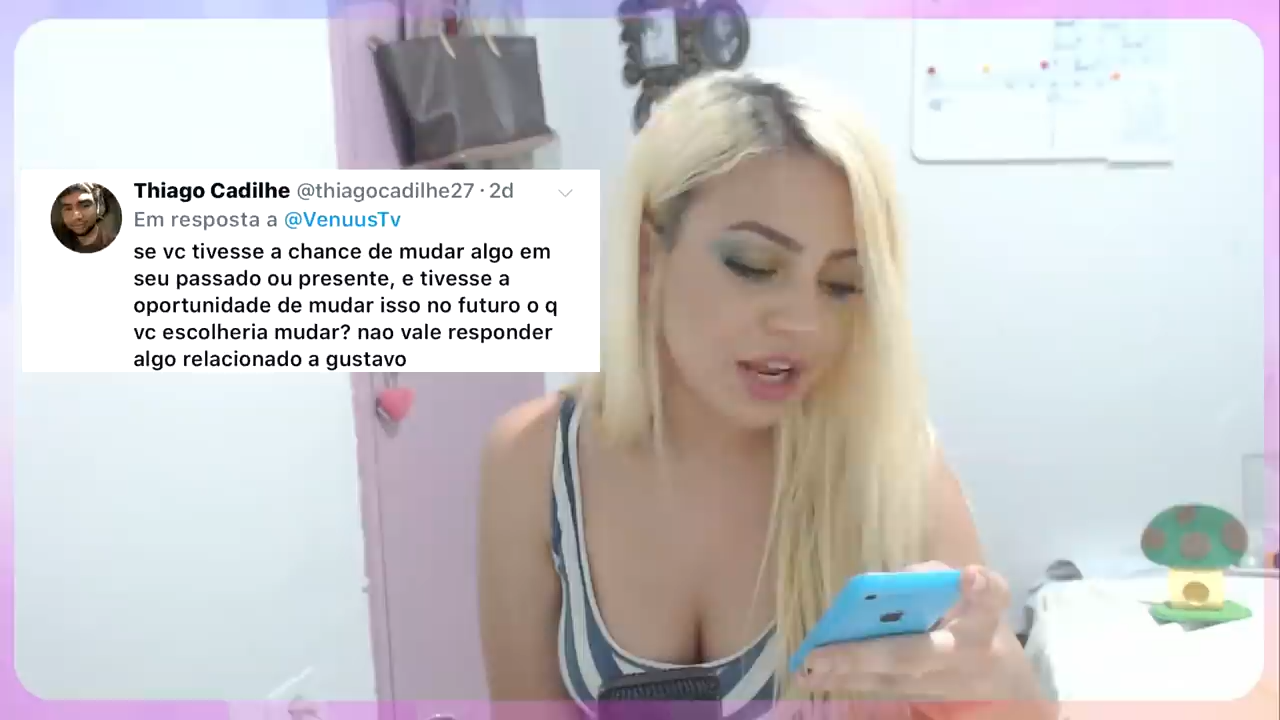 Thiago Cadilhe @thiagocadilhe27 · 2d
Em resposta a @VenuusTv
se vc tivesse a chance de mudar algo em
seu passado ou presente, e tivesse a
oportunidade de mudar isso no futuro o q
vc escolheria mudar? nao vale responder
algo relacionado a gustavo